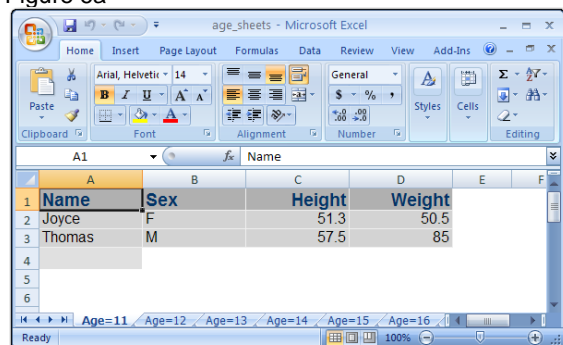 age_sheets - Microsoft Excel
Home Insert Page Layout Formulas Data Review View Add-Ins
Arial, Helvetic 14 General
Paste B I U A A $ % , Styles Cells Σ
A
Clipboard Font Alignment Number Editing
A1 fx Name
A B C D E F
1 Name Sex Height Weight
2 Joyce F 51.3 50.5
3 Thomas M 57.5 85
4
5
6
Age=11 Age=12 Age=13 Age=14 Age=15 Age=16
Ready 100%